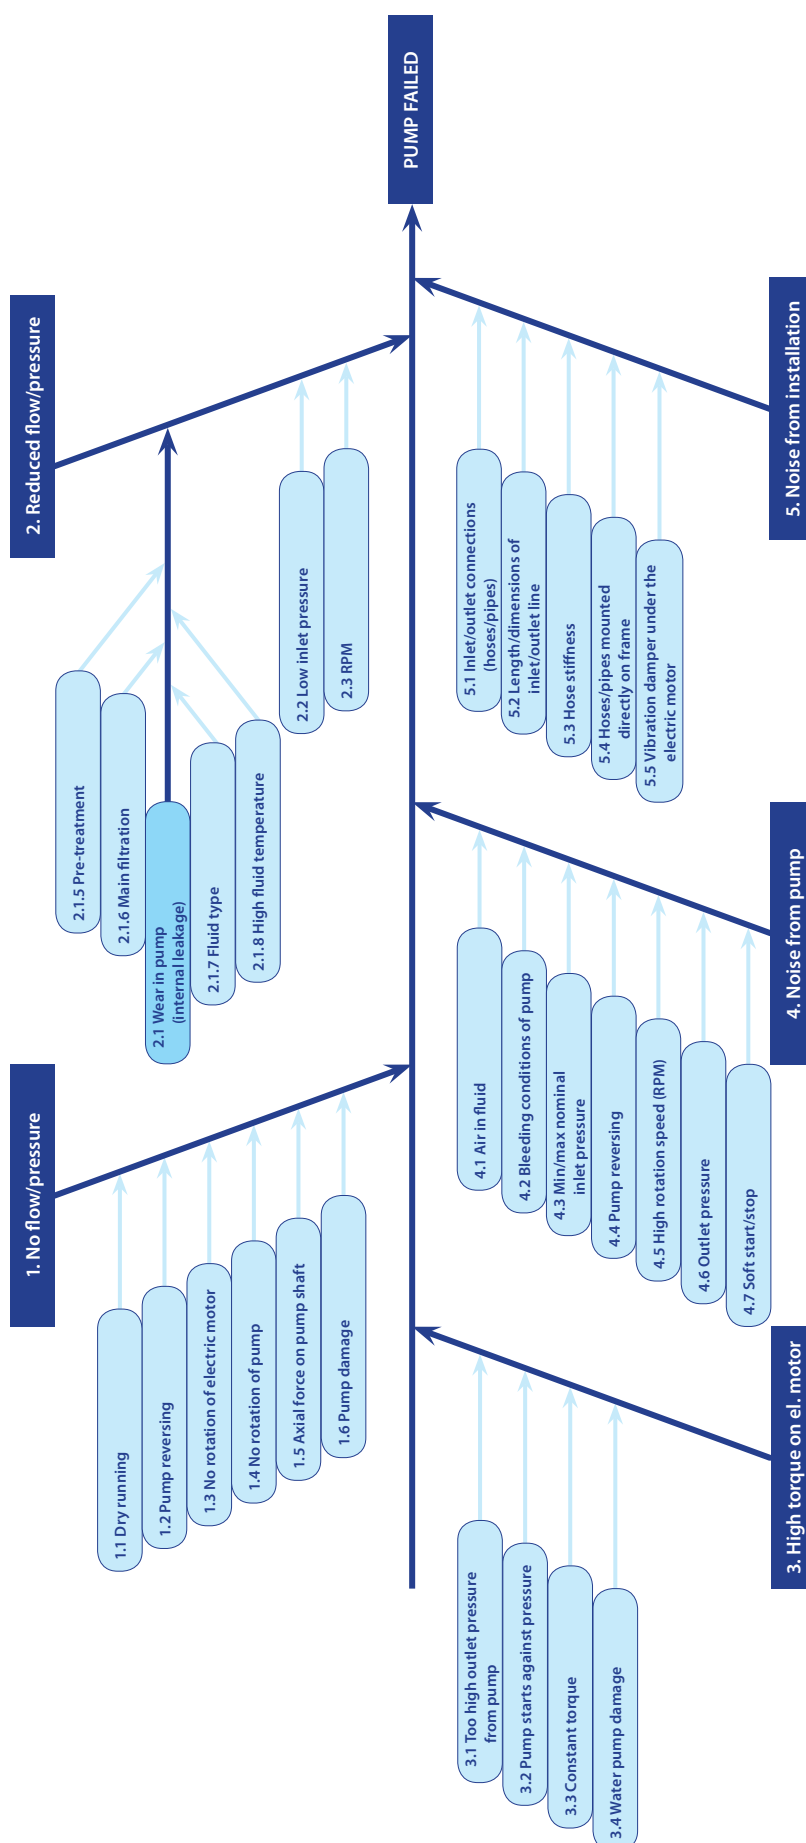 PUMP FAILED
1. No flow/pressure
1.1 Dry running
1.2 Pump reversing
1.3 No rotation of electric motor
1.4 No rotation of pump
1.5 Axial force on pump shaft
1.6 Pump damage
2. Reduced flow/pressure
2.1.5 Pre-treatment
2.1.6 Main filtration
2.1 Wear in pump
(internal leakage)
2.1.7 Fluid type
2.1.8 High fluid temperature
2.2 Low inlet pressure
2.3 RPM
3.1 Too high outlet pressure
from pump
3.2 Pump starts against pressure
3.3 Constant torque
3.4 Water pump damage
3. High torque on el. motor
4.1 Air in fluid
4.2 Bleeding conditions of pump
4.3 Min/max nominal
inlet pressure
4.4 Pump reversing
4.5 High rotation speed (RPM)
4.6 Outlet pressure
4.7 Soft start/stop
4. Noise from pump
5.1 Inlet/outlet connections
(hoses/pipes)
5.2 Length/dimensions of
inlet/outlet line
5.3 Hose stiffness
5.4 Hoses/pipes mounted
directly on frame
5.5 Vibration damper under the
electric motor
5. Noise from installation